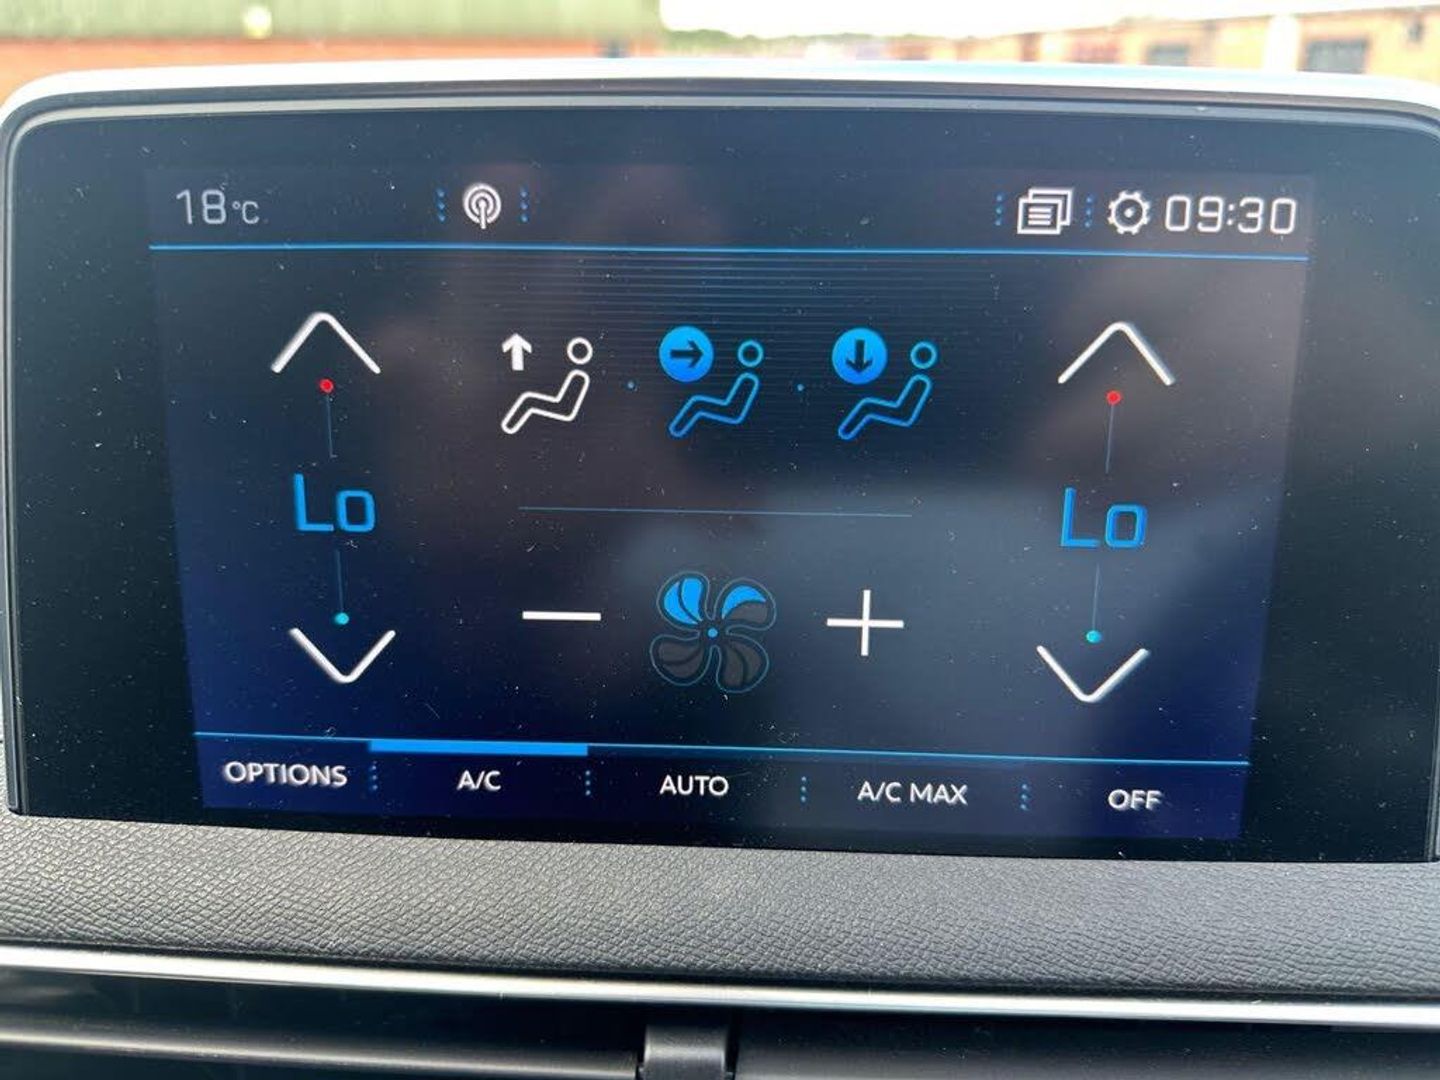 18°C 09:30
Lo Lo
OPTIONS A/C AUTO A/C MAX OFF